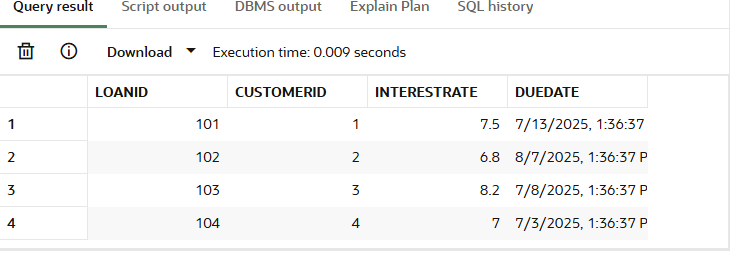 Query result Script output DBMS output Explain Plan SQL history
Download Execution time: 0.009 seconds
LOANID CUSTOMERID INTERESTRATE DUEDATE
1 101 1 7.5 7/13/2025, 1:36:37
2 102 2 6.8 8/7/2025, 1:36:37 P
3 103 3 8.2 7/8/2025, 1:36:37 P
4 104 4 7 7/3/2025, 1:36:37 P